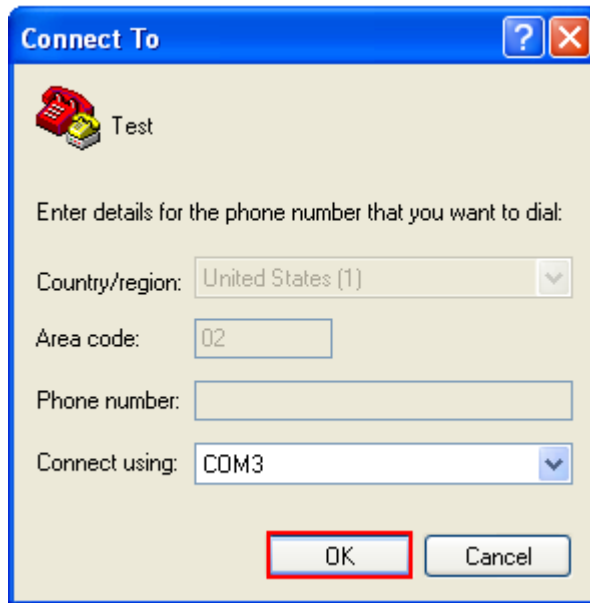 Connect To
Test
Enter details for the phone number that you want to dial:
Country/region: United States (1)
Area code: 02
Phone number:
Connect using: COM3
OK Cancel